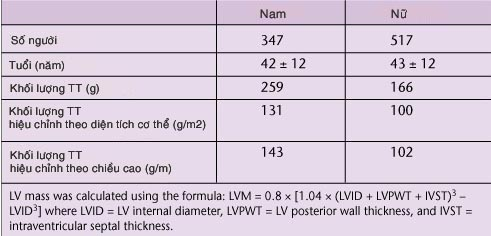 Nam Nữ
Số người 347 517
Tuổi (năm) 42 ± 12 43 ± 12
Khối lượng TT (g) 259 166
Khối lượng TT
hiệu chỉnh theo diện tích cơ thể (g/m2) 131 100
Khối lượng TT
hiệu chỉnh theo chiều cao (g/m) 143 102
LV mass was calculated using the formula: LVM = 0.8 × [1.04 × (LVID + LVPWT + IVST)³ –
LVID³] where LVID = LV internal diameter, LVPWT = LV posterior wall thickness, and IVST =
intraventricular septal thickness.